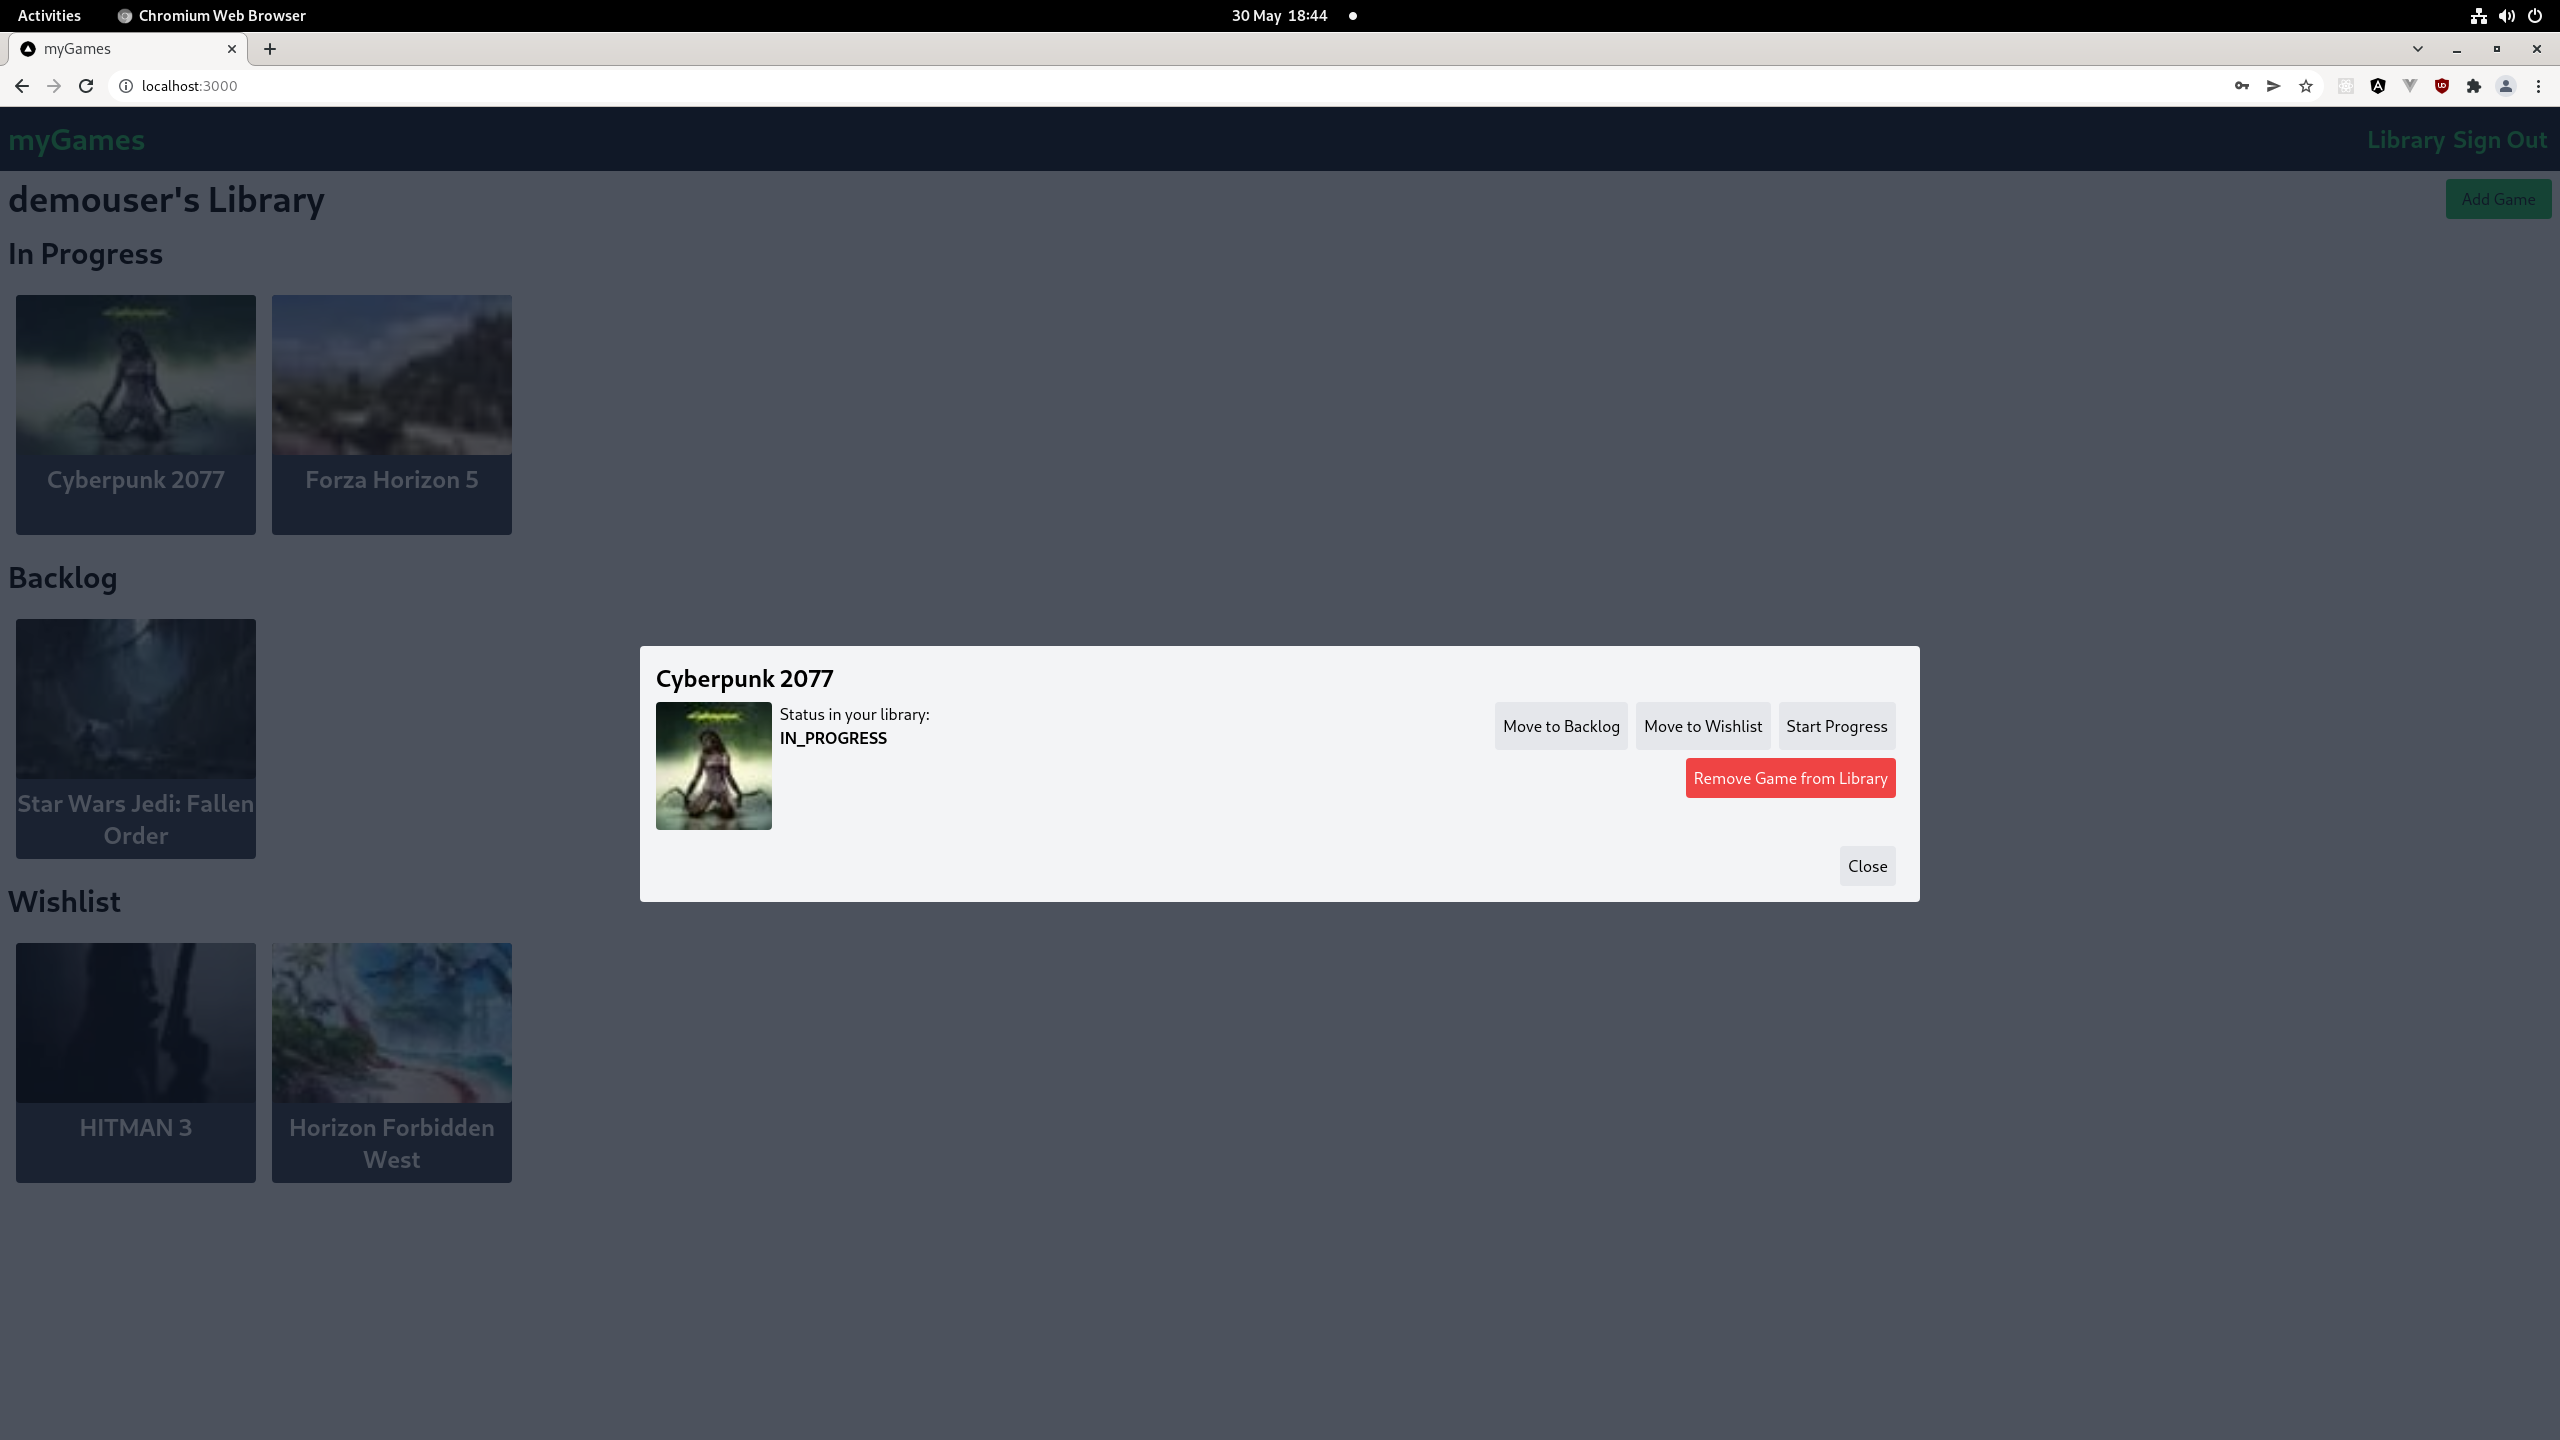 Activities
Chromium Web Browser
30 May 18:44
myGames
localhost:3000
myGames
Library Sign Out
demouser's Library
Add Game
In Progress
Cyberpunk 2077
Forza Horizon 5
Backlog
Star Wars Jedi: Fallen
Order
Wishlist
HITMAN 3
Horizon Forbidden
West
Cyberpunk 2077
Status in your library:
IN_PROGRESS
Move to Backlog
Move to Wishlist
Start Progress
Remove Game from Library
Close